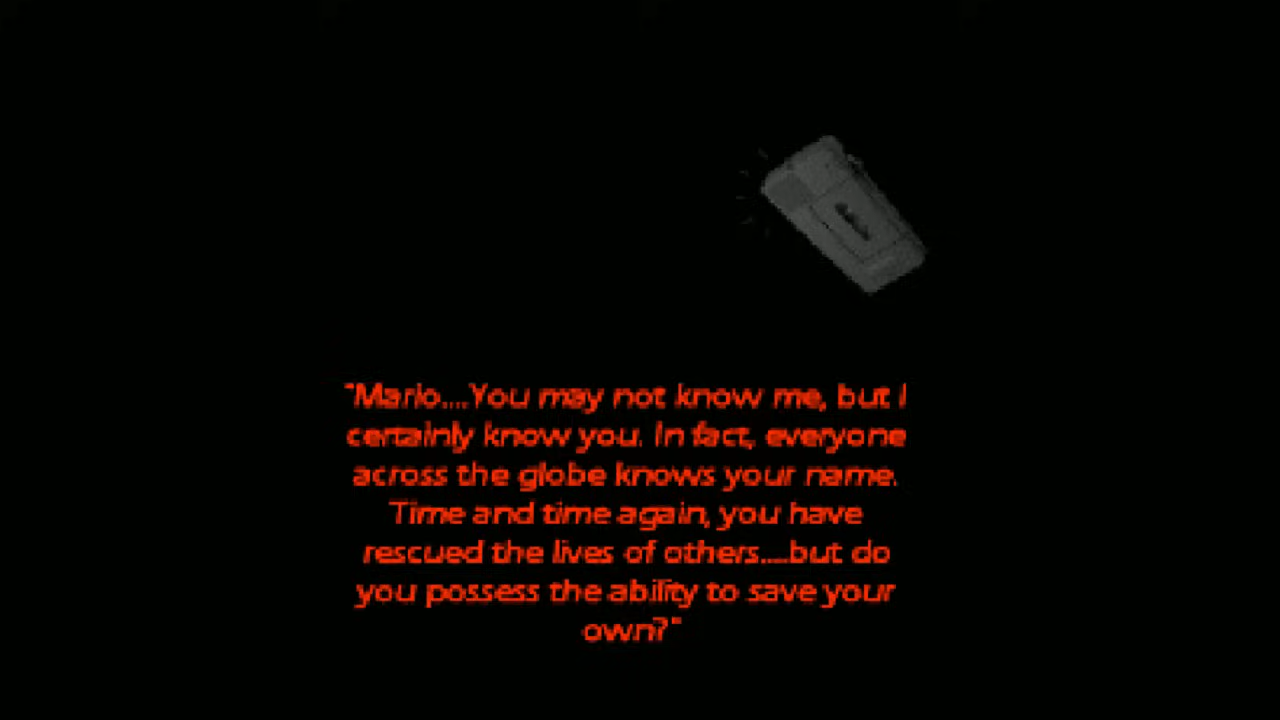 "Mario....You may not know me, but I
certainly know you. In fact, everyone
across the globe knows your name.
Time and time again, you have
rescued the lives of others....but do
you possess the ability to save your
own?"